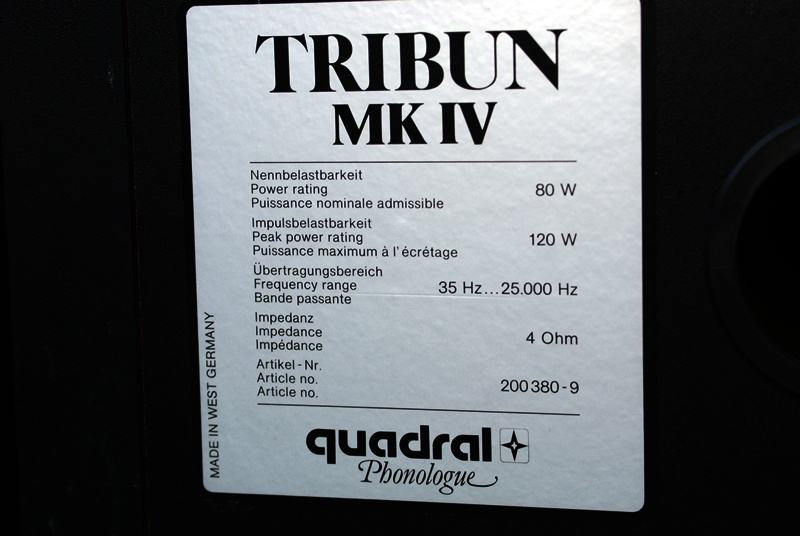 TRIBUN
MK IV
Nennbelastbarkeit
Power rating 80 W
Puissance nominale admissible
Impulsbelastbarkeit
Peak power rating 120 W
Puissance maximum à l'écrétage
Übertragungsbereich
Frequency range 35 Hz...25.000 Hz
Bande passante
Impedanz
Impedance 4 Ohm
Impédance
Artikel-Nr.
Article no. 200380-9
Article no.
MADE IN WEST GERMANY
quadral
Phonologue